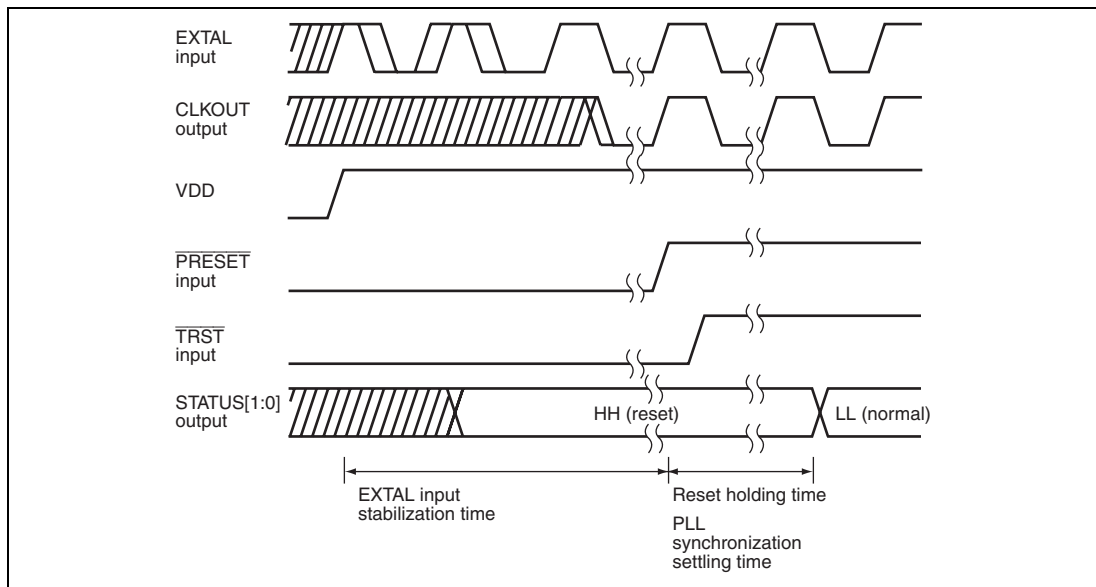 EXTAL
input
CLKOUT
output
VDD
PRESET
input
TRST
input
STATUS[1:0]
output
HH (reset)
LL (normal)
EXTAL input
stabilization time
Reset holding time
PLL
synchronization
settling time